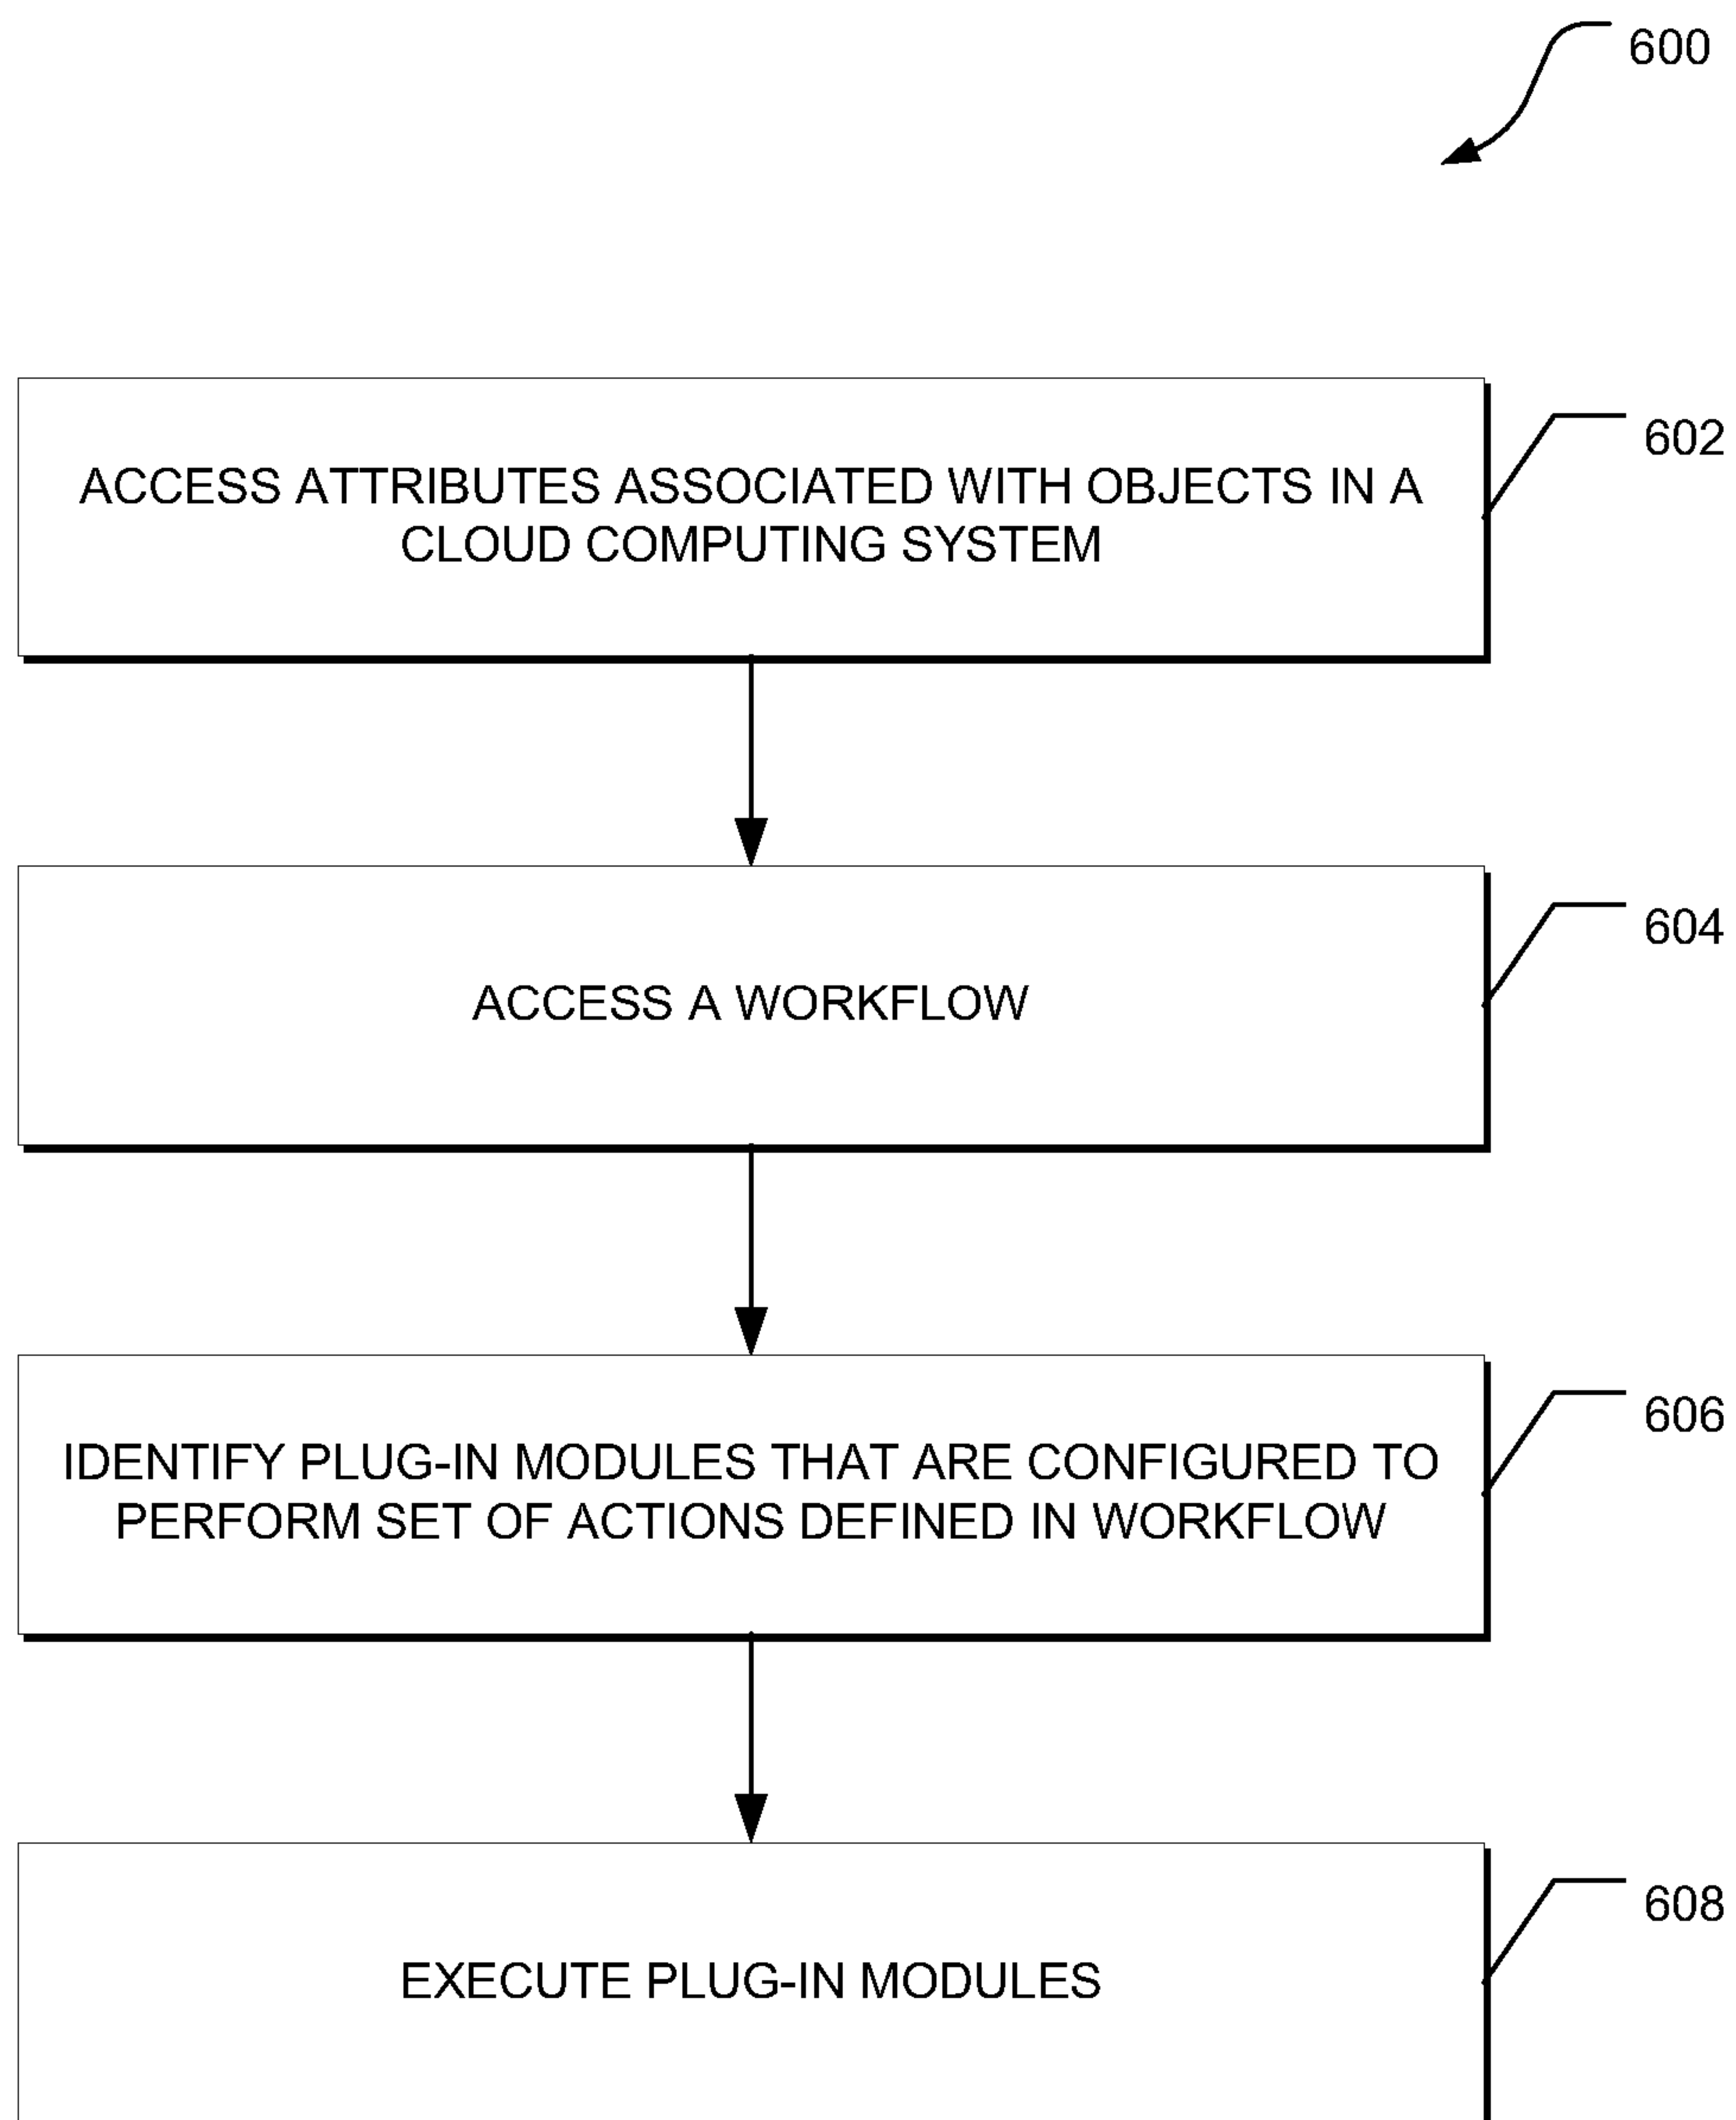 600
602
ACCESS ATTRIBUTES ASSOCIATED WITH OBJECTS IN A
CLOUD COMPUTING SYSTEM
604
ACCESS A WORKFLOW
606
IDENTIFY PLUG-IN MODULES THAT ARE CONFIGURED TO
PERFORM SET OF ACTIONS DEFINED IN WORKFLOW
608
EXECUTE PLUG-IN MODULES